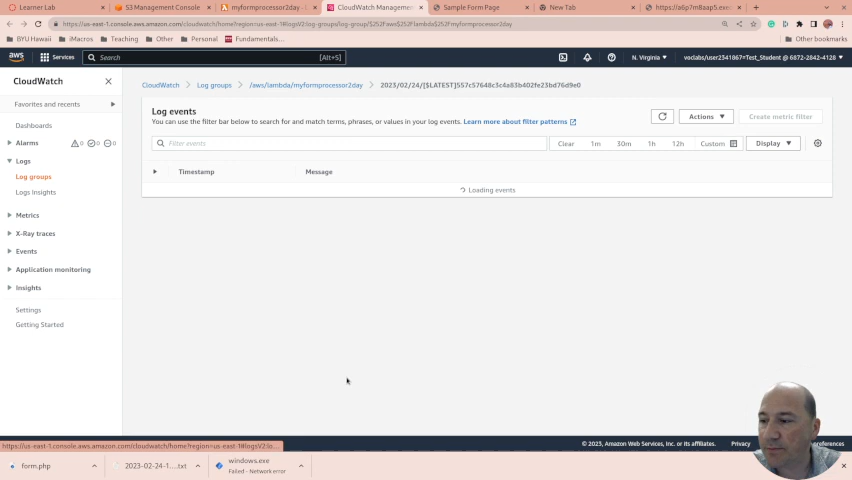 Learner Lab
S3 Management Console
myformprocessor2day - L
CloudWatch Managemen
Sample Form Page
New Tab
us-east-1.console.aws.amazon.com/cloudwatch/home?region=us-east-1#logsV2:log-groups/log-group/$252Faws$252Flambda$252Fmyformprocessor2day
BYU Hawaii
iMacros
Teaching
Other
Personal
Fundamentals...
Other bookmarks
aws
Services
Search
[Alt+S]
N. Virginia
voclabs/user2341867=Test_Student @ 6872-2842-4128
CloudWatch
Favorites and recents
Dashboards
Alarms
0
0
0
Logs
Log groups
Logs Insights
Metrics
X-Ray traces
Events
Application monitoring
Insights
Settings
Getting Started
CloudWatch
Log groups
/aws/lambda/myformprocessor2day
2023/02/24/[$LATEST]557c57648c3c4a83b402fe23bd76d9e0
Log events
You can use the filter bar below to search for and match terms, phrases, or values in your log events. Learn more about filter patterns
Actions
Create metric filter
Filter events
Clear
1m
30m
1h
12h
Custom
Display
Timestamp
Message
Loading events
https://us-east-1.console.aws.amazon.com/cloudwatch/home?region=us-east-1#logsV2:lo...
© 2023, Amazon Web Services, Inc. or its affiliates.
Privacy
preferences
form.php
2023-02-24-1....txt
windows.exe
Failed - Network error